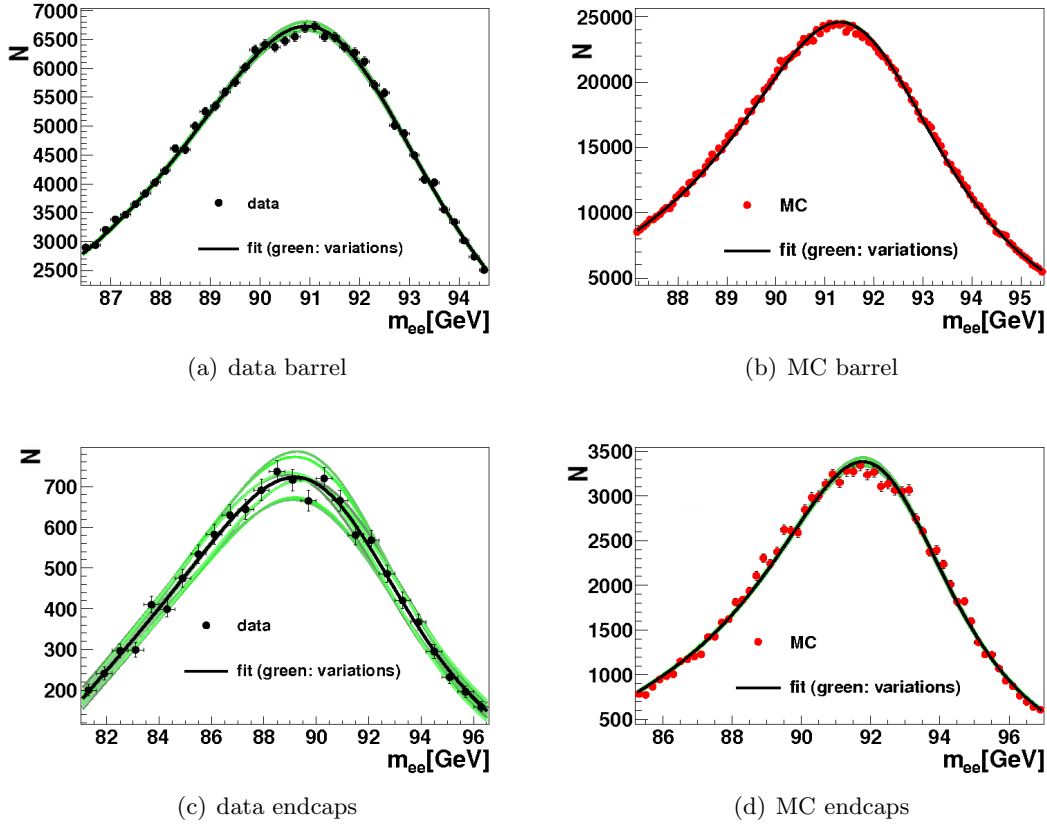 N
7000
6500
6000
5500
5000
4500
4000
3500
3000
2500
data
fit (green: variations)
87 88 89 90 91 92 93 94
m_ee[GeV]
(a) data barrel
N
25000
20000
15000
10000
5000
MC
fit (green: variations)
88 89 90 91 92 93 94 95
m_ee[GeV]
(b) MC barrel
N
700
600
500
400
300
200
data
fit (green: variations)
82 84 86 88 90 92 94 96
m_ee[GeV]
(c) data endcaps
N
3500
3000
2500
2000
1500
1000
500
MC
fit (green: variations)
86 88 90 92 94 96
m_ee[GeV]
(d) MC endcaps